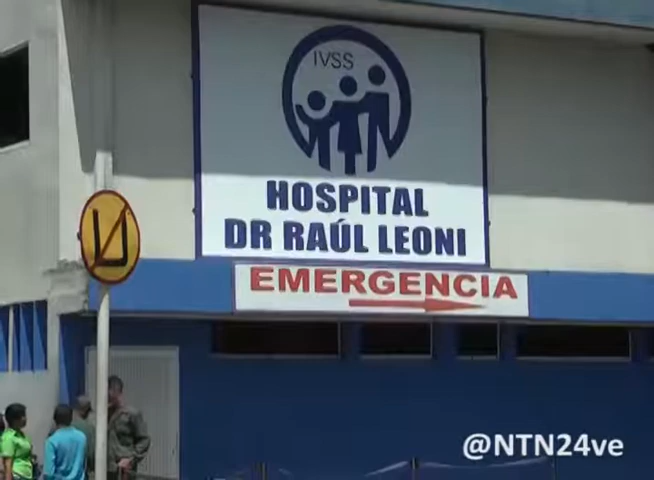 IVSS
HOSPITAL
DR RAÚL LEONI
EMERGENCIA
@NTN24ve